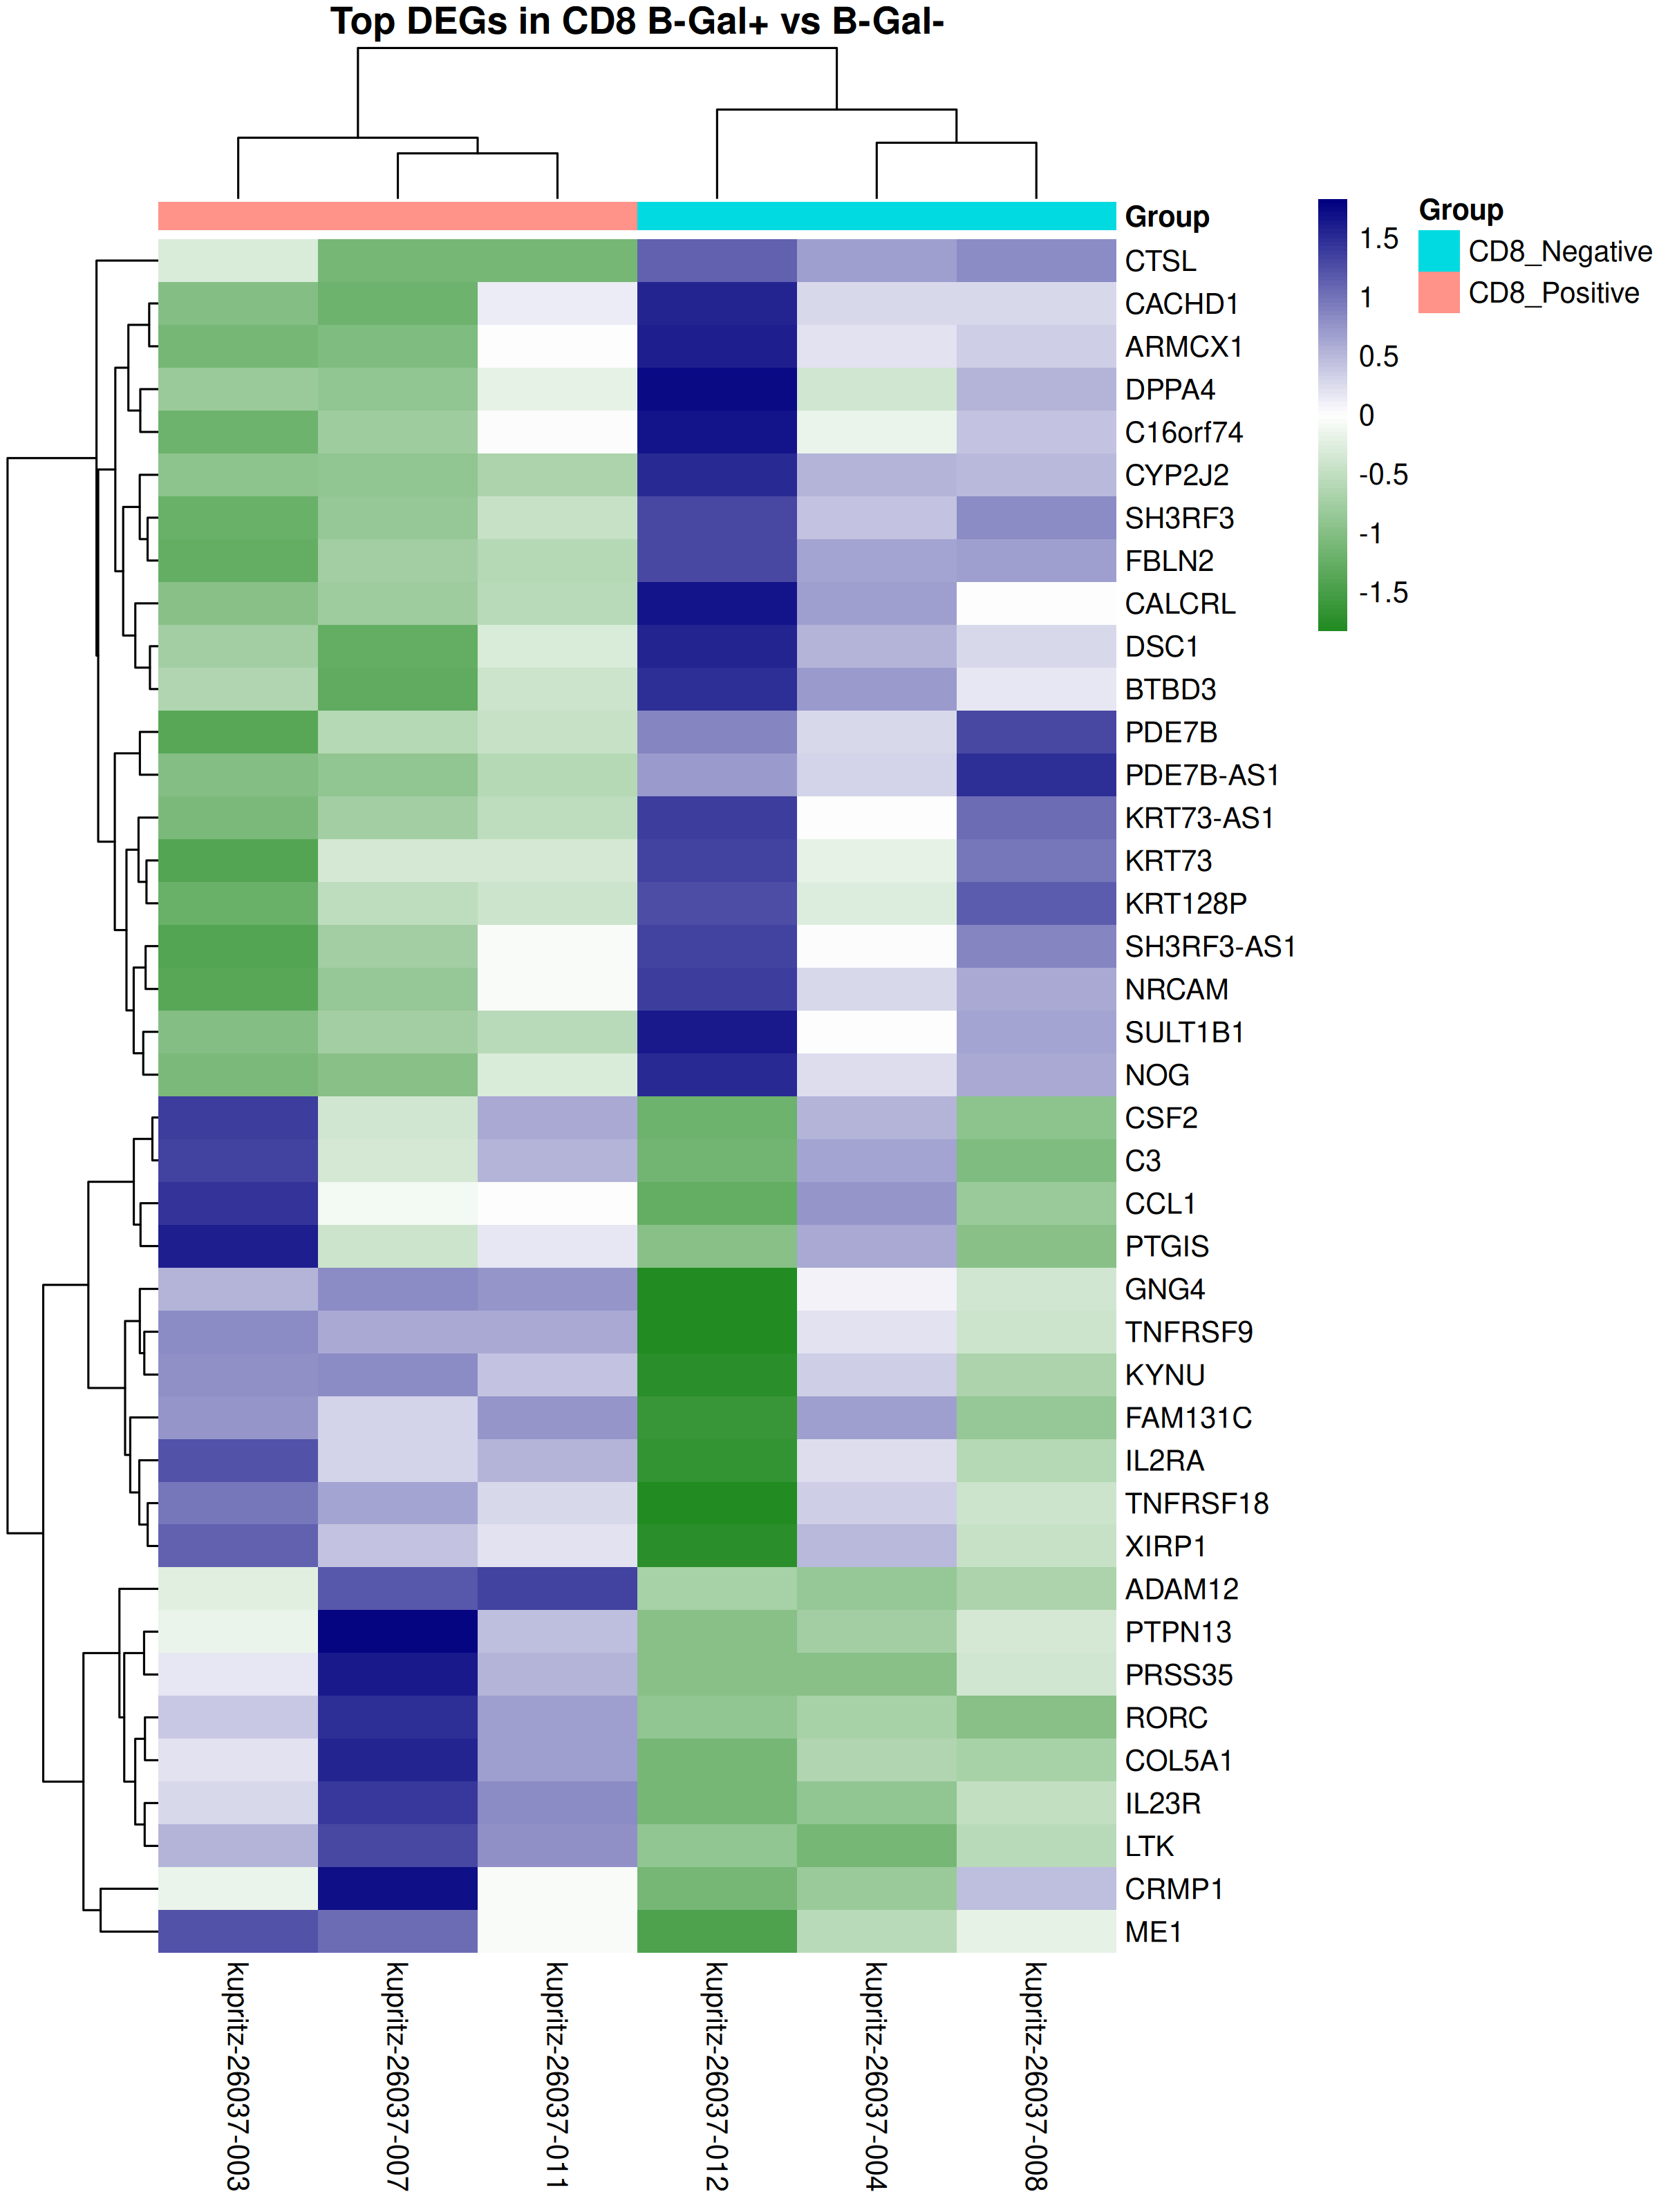 Top DEGs in CD8 B-Gal+ vs B-Gal-
Group
CTSL
CACHD1
ARMCX1
DPPA4
C16orf74
CYP2J2
SH3RF3
FBLN2
CALCRL
DSC1
BTBD3
PDE7B
PDE7B-AS1
KRT73-AS1
KRT73
KRT128P
SH3RF3-AS1
NRCAM
SULT1B1
NOG
CSF2
C3
CCL1
PTGIS
GNG4
TNFRSF9
KYNU
FAM131C
IL2RA
TNFRSF18
XIRP1
ADAM12
PTPN13
PRSS35
RORC
COL5A1
IL23R
LTK
CRMP1
ME1
kupritz-26037-003
kupritz-26037-007
kupritz-26037-011
kupritz-26037-012
kupritz-26037-004
kupritz-26037-008
1.5
1
0.5
0
-0.5
-1
-1.5
Group
CD8_Negative
CD8_Positive